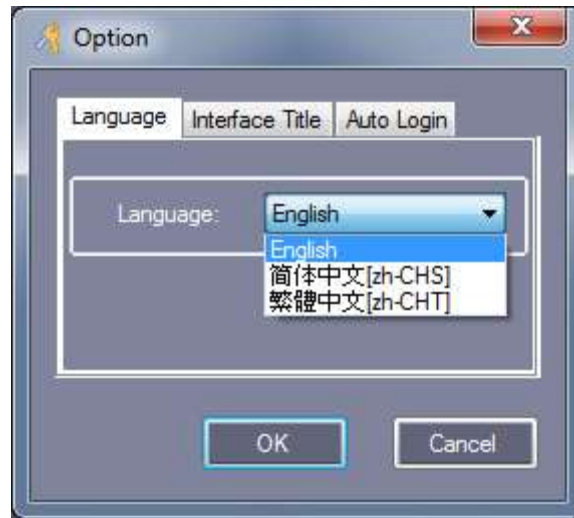 Option
Language Interface Title Auto Login
Language: English
English
简体中文[zh-CHS]
繁體中文[zh-CHT]
OK Cancel